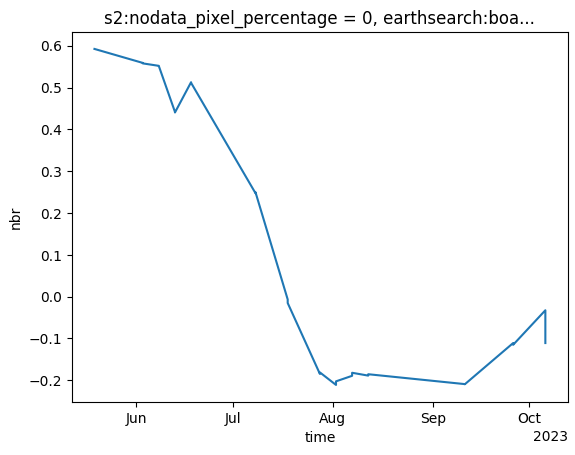 s2:nodata_pixel_percentage = 0, earthsearch:boa...
0.6
0.5
0.4
0.3
0.2
0.1
0.0
−0.1
−0.2
nbr
Jun Jul Aug Sep Oct
2023
time